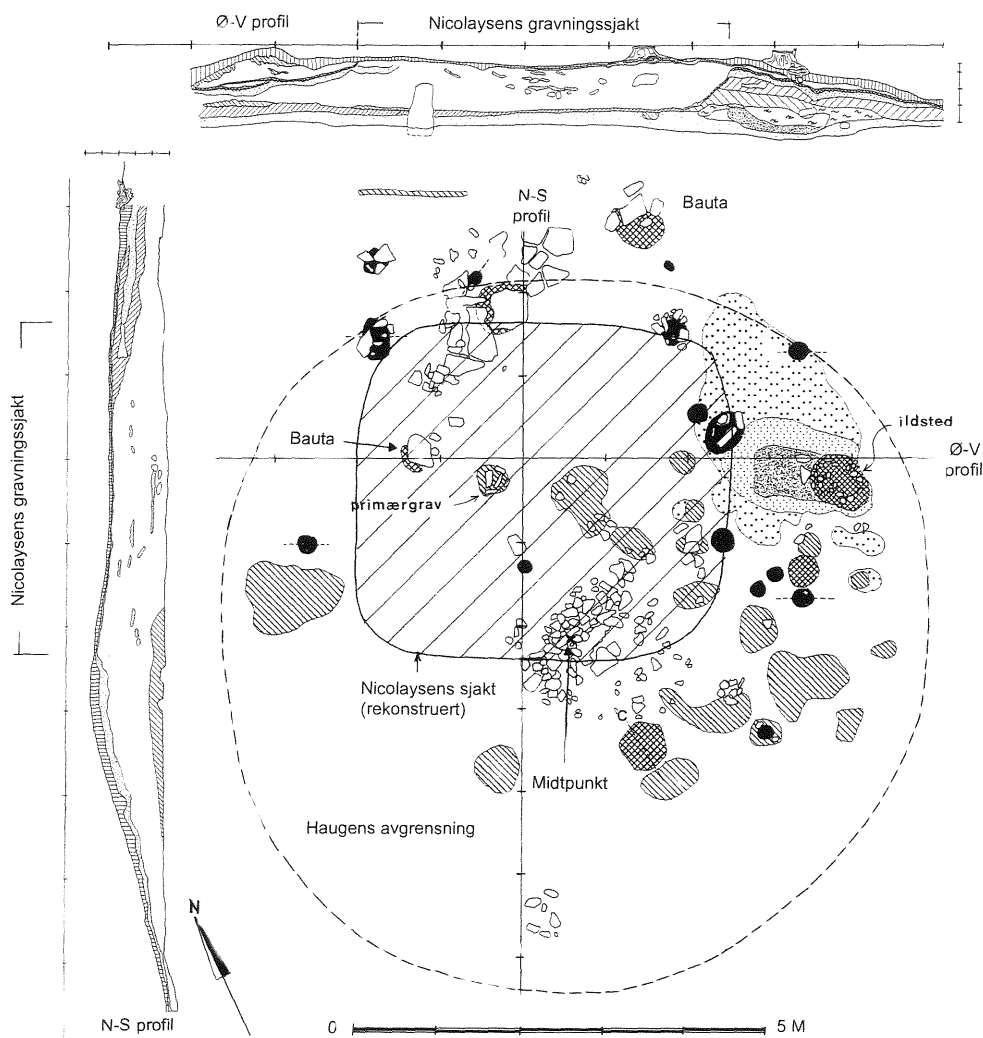 Ø-V profil
Nicolaysens gravningssjakt
N-S
profil
Bauta
ildsted
Ø-V
profil
Bauta
primærgrav
Nicolaysens gravningssjakt
Nicolaysens sjakt
(rekonstruert)
C
Midtpunkt
Haugens avgrensning
N
N-S profil
0
5 M